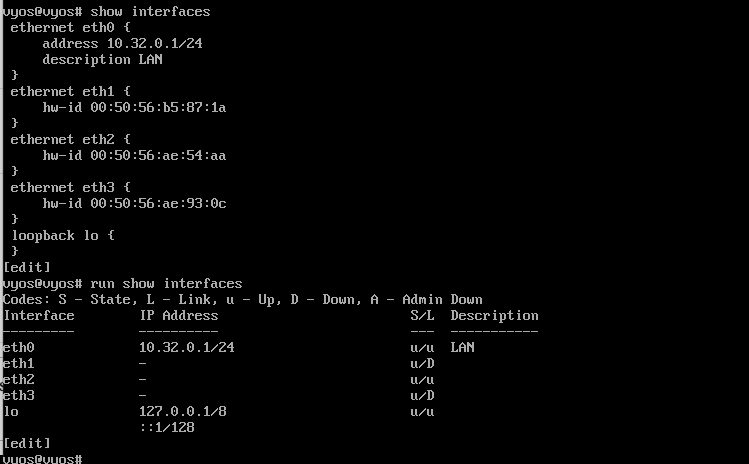 vyos@vyos# show interfaces
 ethernet eth0 {
     address 10.32.0.1/24
     description LAN
 }
 ethernet eth1 {
     hw-id 00:50:56:b5:87:1a
 }
 ethernet eth2 {
     hw-id 00:50:56:ae:54:aa
 }
 ethernet eth3 {
     hw-id 00:50:56:ae:93:0c
 }
 loopback lo {
 }
[edit]
vyos@vyos# run show interfaces
Codes: S - State, L - Link, u - Up, D - Down, A - Admin Down
Interface        IP Address                        S/L  Description
---------        ----------                        ---  -----------
eth0             10.32.0.1/24                      u/u  LAN
eth1             -                                 u/D
eth2             -                                 u/u
eth3             -                                 u/D
lo               127.0.0.1/8                       u/u
                 ::1/128
[edit]
vyos@vyos#